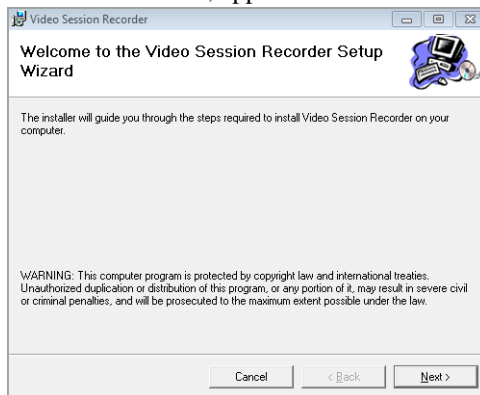 Video Session Recorder
Welcome to the Video Session Recorder Setup
Wizard
The installer will guide you through the steps required to install Video Session Recorder on your
computer.
WARNING: This computer program is protected by copyright law and international treaties.
Unauthorized duplication or distribution of this program, or any portion of it, may result in severe civil
or criminal penalties, and will be prosecuted to the maximum extent possible under the law.
Cancel < Back Next >